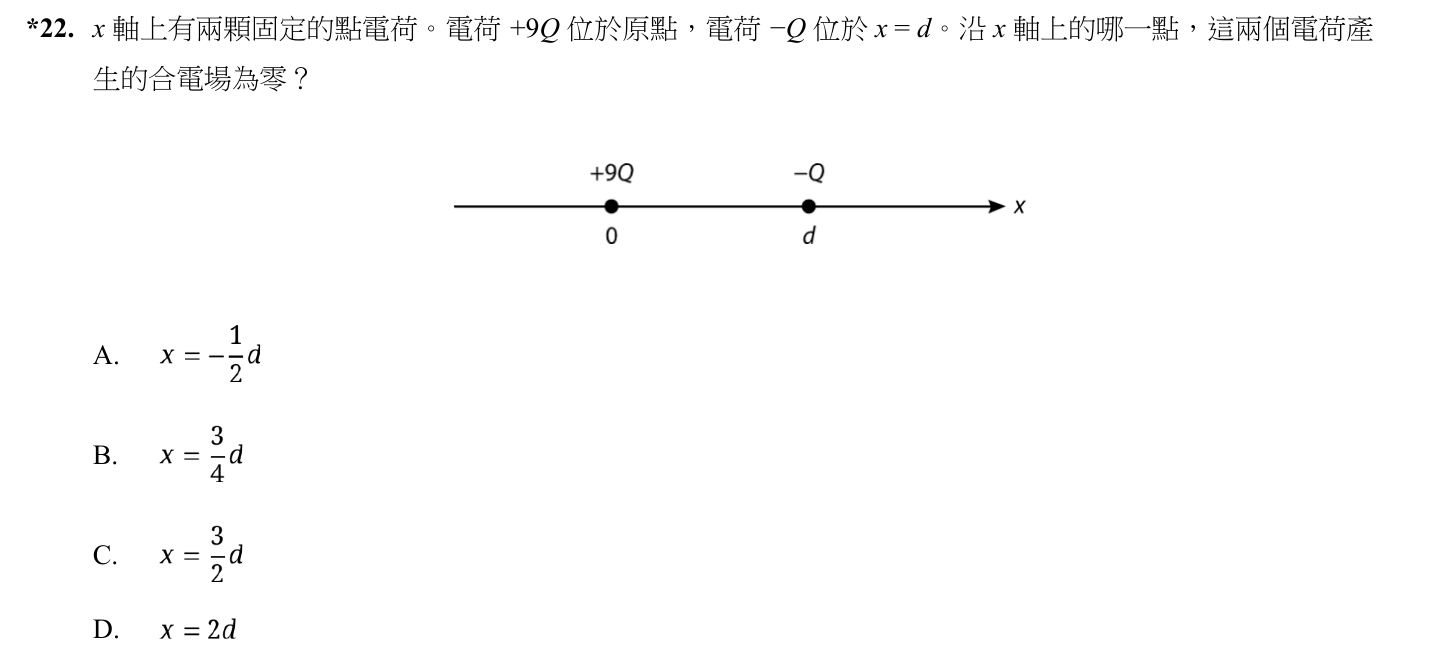 *22. x 軸上有兩顆固定的點電荷。電荷 +9Q 位於原點，電荷 −Q 位於 x = d。沿 x 軸上的哪一點，這兩個電荷產
生的合電場為零？
+9Q −Q
x
0 d
A. x = −1/2 d
B. x = 3/4 d
C. x = 3/2 d
D. x = 2d